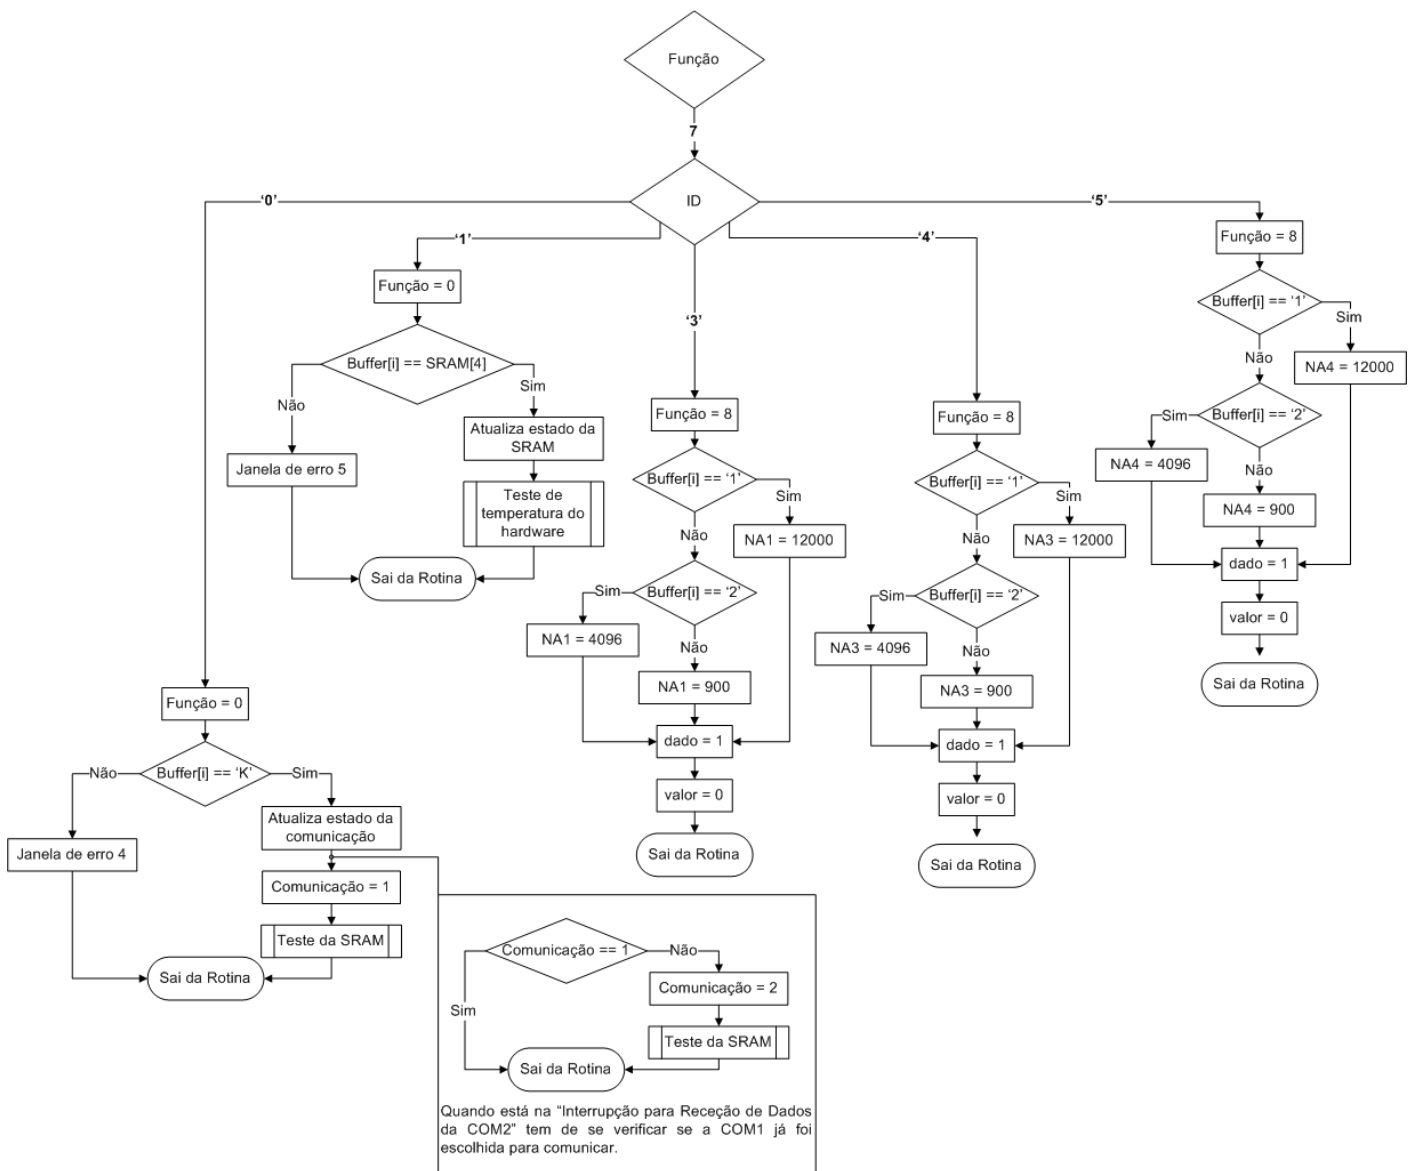 Função
7
ID
‘0’
‘1’
‘3’
‘4’
‘5’
Função = 0
Buffer[i] == ‘K’
Não
Sim
Janela de erro 4
Atualiza estado da
comunicação
Comunicação = 1
Teste da SRAM
Sai da Rotina
Comunicação == 1
Não
Sim
Comunicação = 2
Teste da SRAM
Sai da Rotina
Quando está na “Interrupção para Receção de Dados
da COM2” tem de se verificar se a COM1 já foi
escolhida para comunicar.
Função = 0
Buffer[i] == SRAM[4]
Não
Sim
Janela de erro 5
Atualiza estado da
SRAM
Teste de
temperatura do
hardware
Sai da Rotina
Função = 8
Buffer[i] == ‘1’
Sim
Não
NA1 = 12000
Buffer[i] == ‘2’
Sim
Não
NA1 = 4096
NA1 = 900
dado = 1
valor = 0
Sai da Rotina
Função = 8
Buffer[i] == ‘1’
Sim
Não
NA3 = 12000
Buffer[i] == ‘2’
Sim
Não
NA3 = 4096
NA3 = 900
dado = 1
valor = 0
Sai da Rotina
Função = 8
Buffer[i] == ‘1’
Sim
Não
NA4 = 12000
Buffer[i] == ‘2’
Sim
Não
NA4 = 4096
NA4 = 900
dado = 1
valor = 0
Sai da Rotina